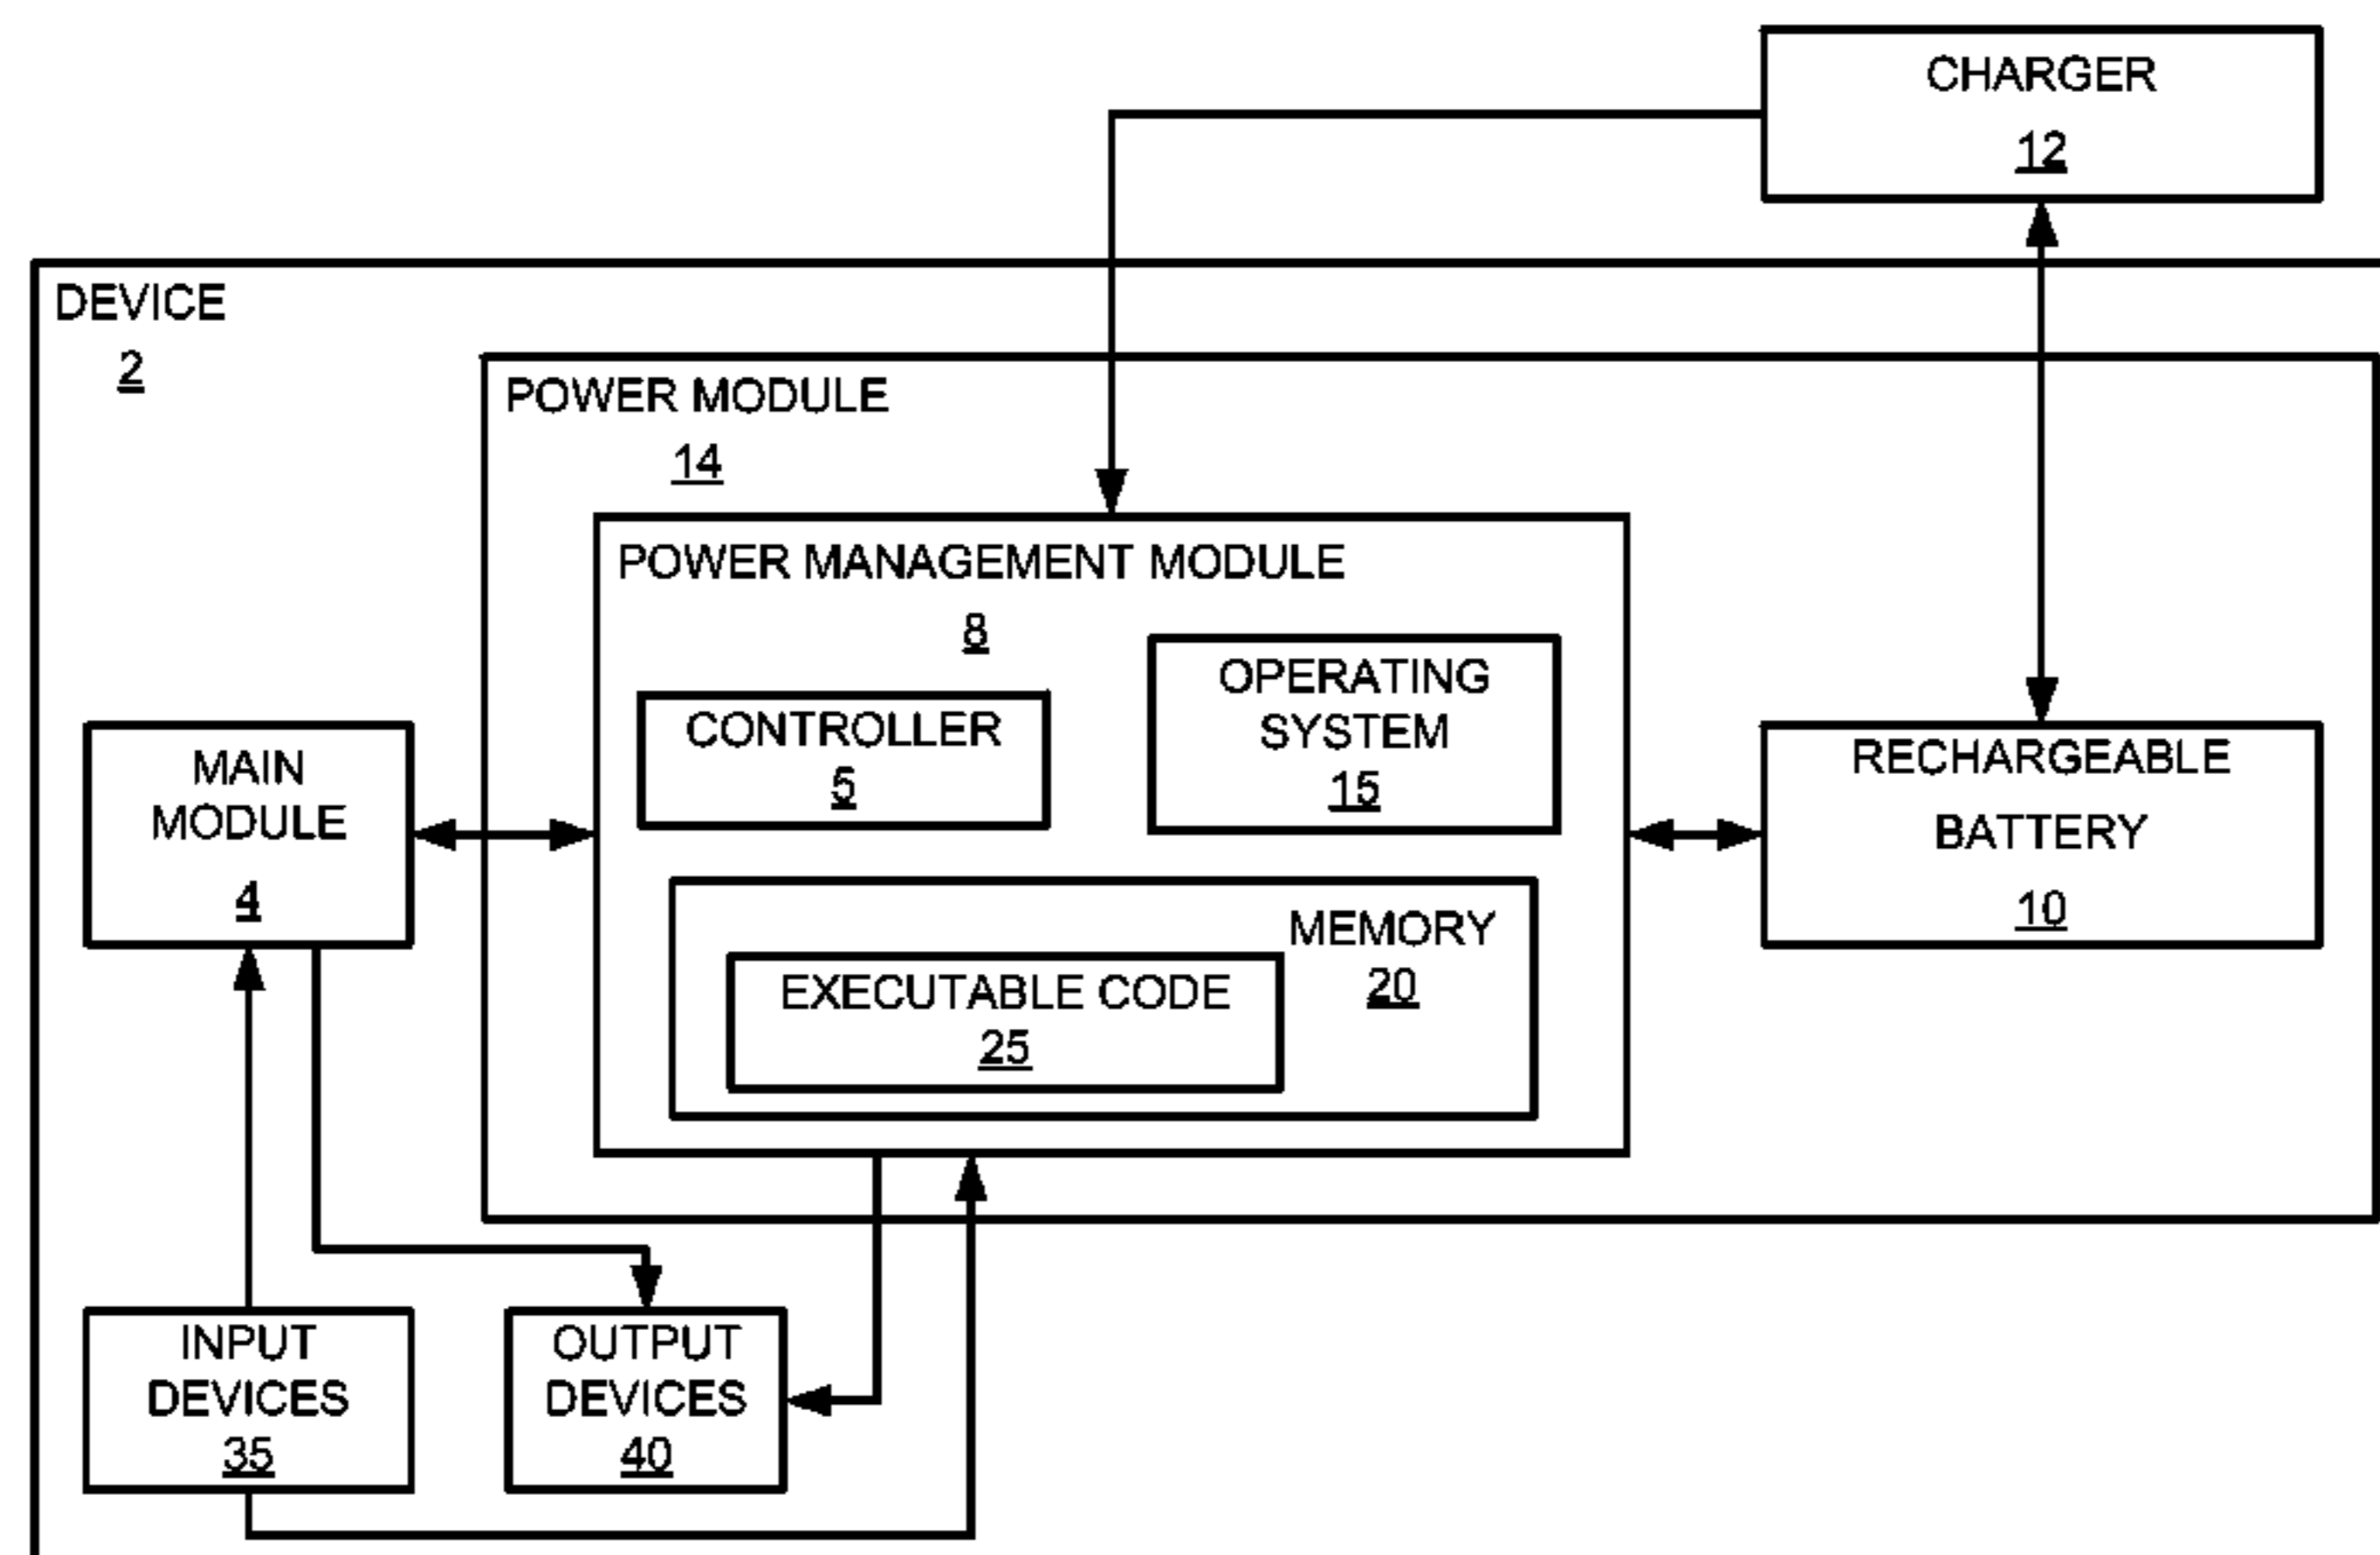 CHARGER
12
DEVICE
2
POWER MODULE
14
POWER MANAGEMENT MODULE
8
CONTROLLER
5
OPERATING
SYSTEM
15
MAIN
MODULE
4
RECHARGEABLE
BATTERY
10
MEMORY
20
EXECUTABLE CODE
25
INPUT
DEVICES
35
OUTPUT
DEVICES
40